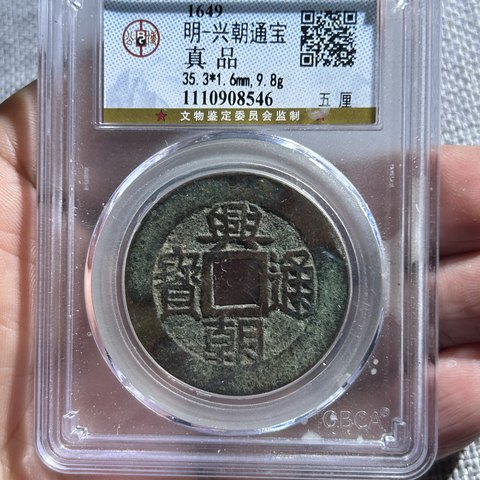 1649
明-兴朝通宝
真品
35.3*1.6mm,9.8g
1110908546
五厘
文物鉴定委员会监制
興朝通寶
GBCA